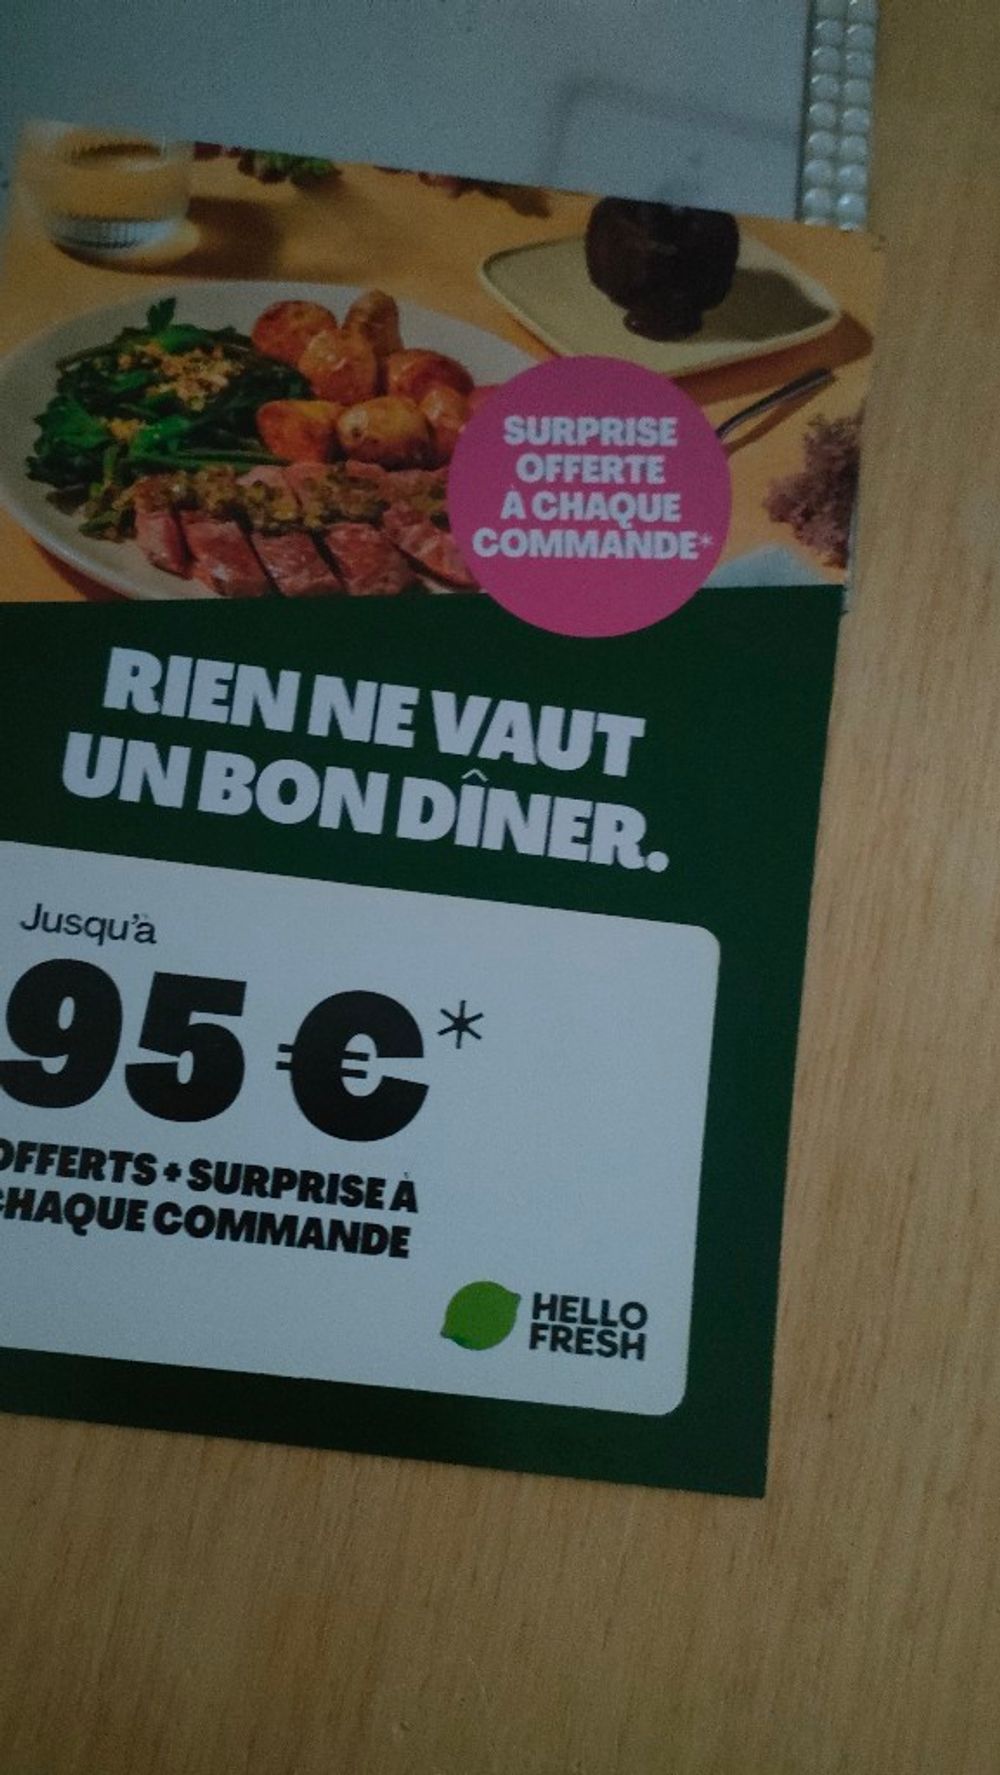 SURPRISE
OFFERTE
À CHAQUE
COMMANDE*
RIEN NE VAUT
UN BON DÎNER.
Jusqu'à
95 €*
OFFERTS + SURPRISE À
CHAQUE COMMANDE
HELLO
FRESH